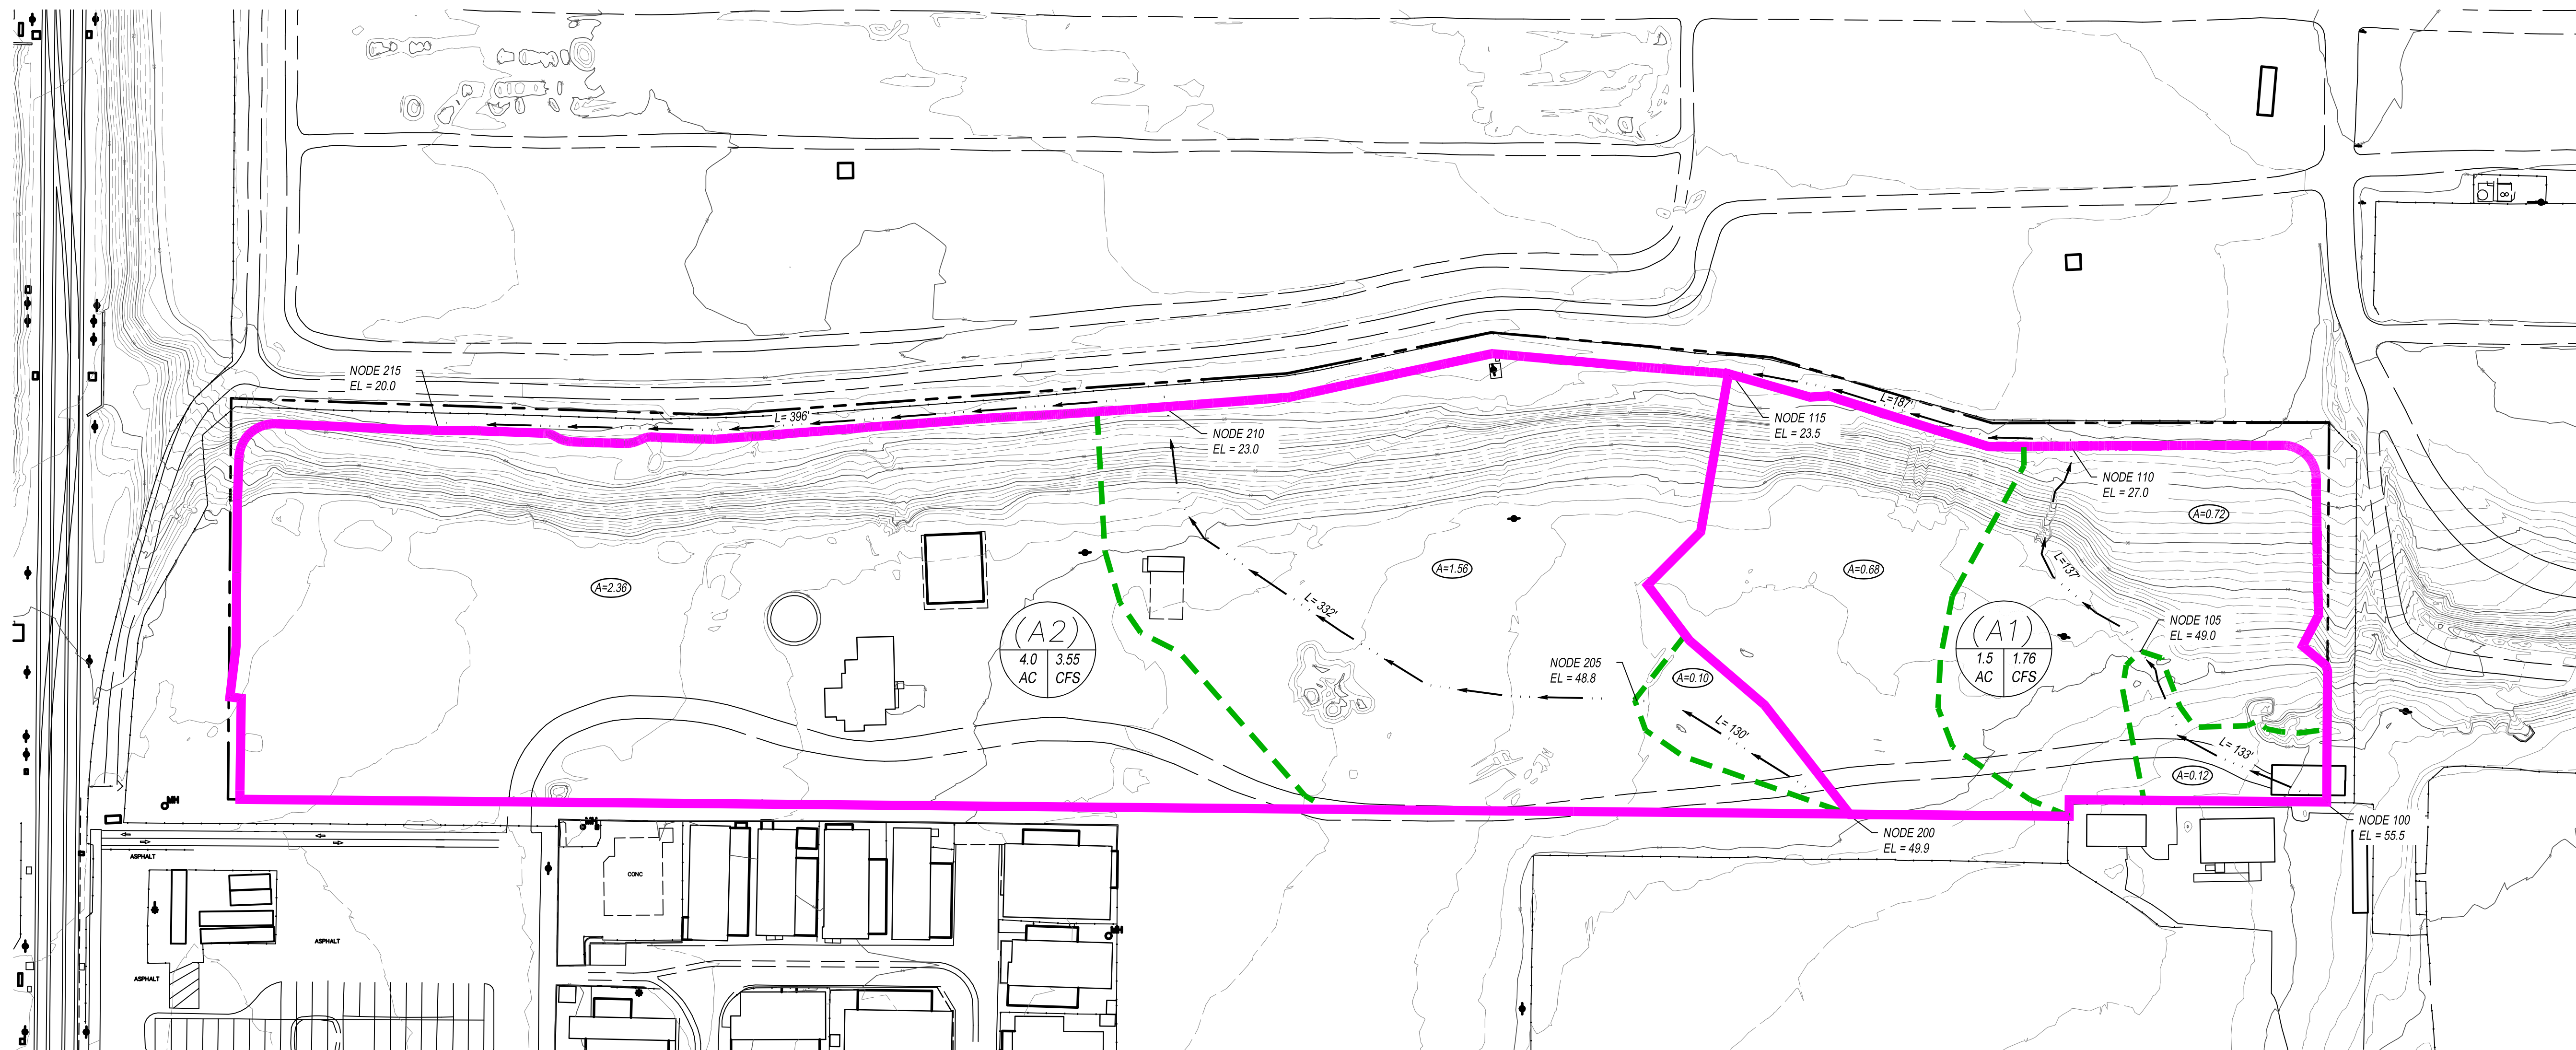 NODE 215
EL = 20.0
L= 396'
NODE 210
EL = 23.0
NODE 115
EL = 23.5
L=187'
NODE 110
EL = 27.0
A=0.72
A=2.36
A=1.56
A=0.68
L=137'
L= 332'
(A2)
4.0 3.55
AC CFS
NODE 205
EL = 48.8
A=0.10
(A1)
1.5 1.76
AC CFS
NODE 105
EL = 49.0
L= 130'
L= 133'
A=0.12
NODE 200
EL = 49.9
NODE 100
EL = 55.5
MH
MH
ASPHALT
CONC
MH
ASPHALT
ASPHALT